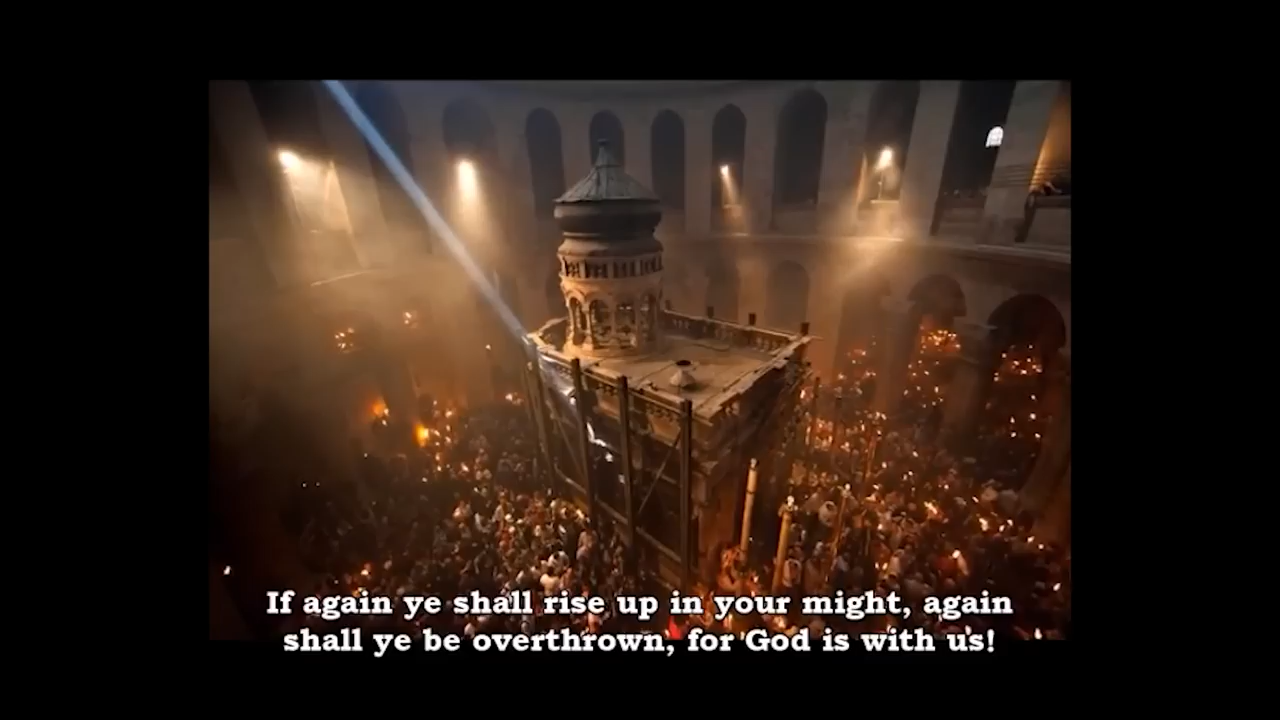 If again ye shall rise up in your might, again
shall ye be overthrown, for God is with us!